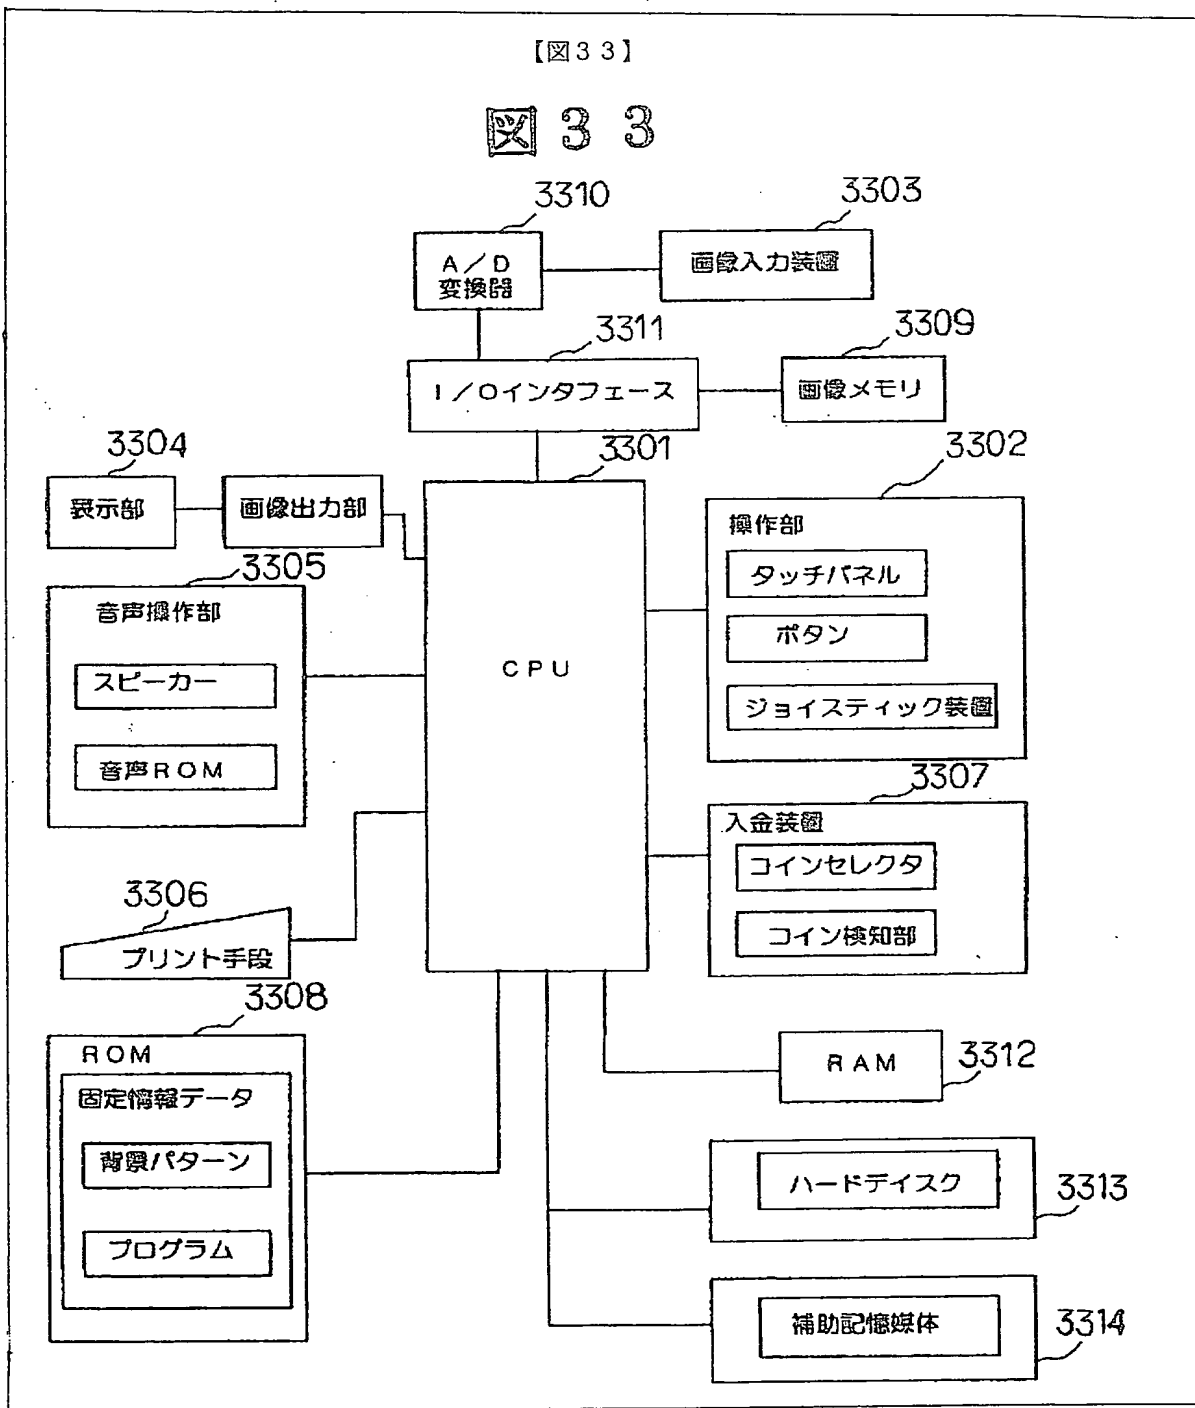 【図３３】
図３３
3310
3303
A／D
変換器
画像入力装置
3311
3309
I／Oインタフェース
画像メモリ
3304
3301
3302
表示部
画像出力部
操作部
タッチパネル
ボタン
ジョイスティック装置
3305
音声操作部
スピーカー
音声ROM
CPU
3307
入金装置
コインセレクタ
コイン検知部
3306
プリント手段
3308
ROM
固定情報データ
背景パターン
プログラム
RAM
3312
ハードデイスク
3313
補助記憶媒体
3314